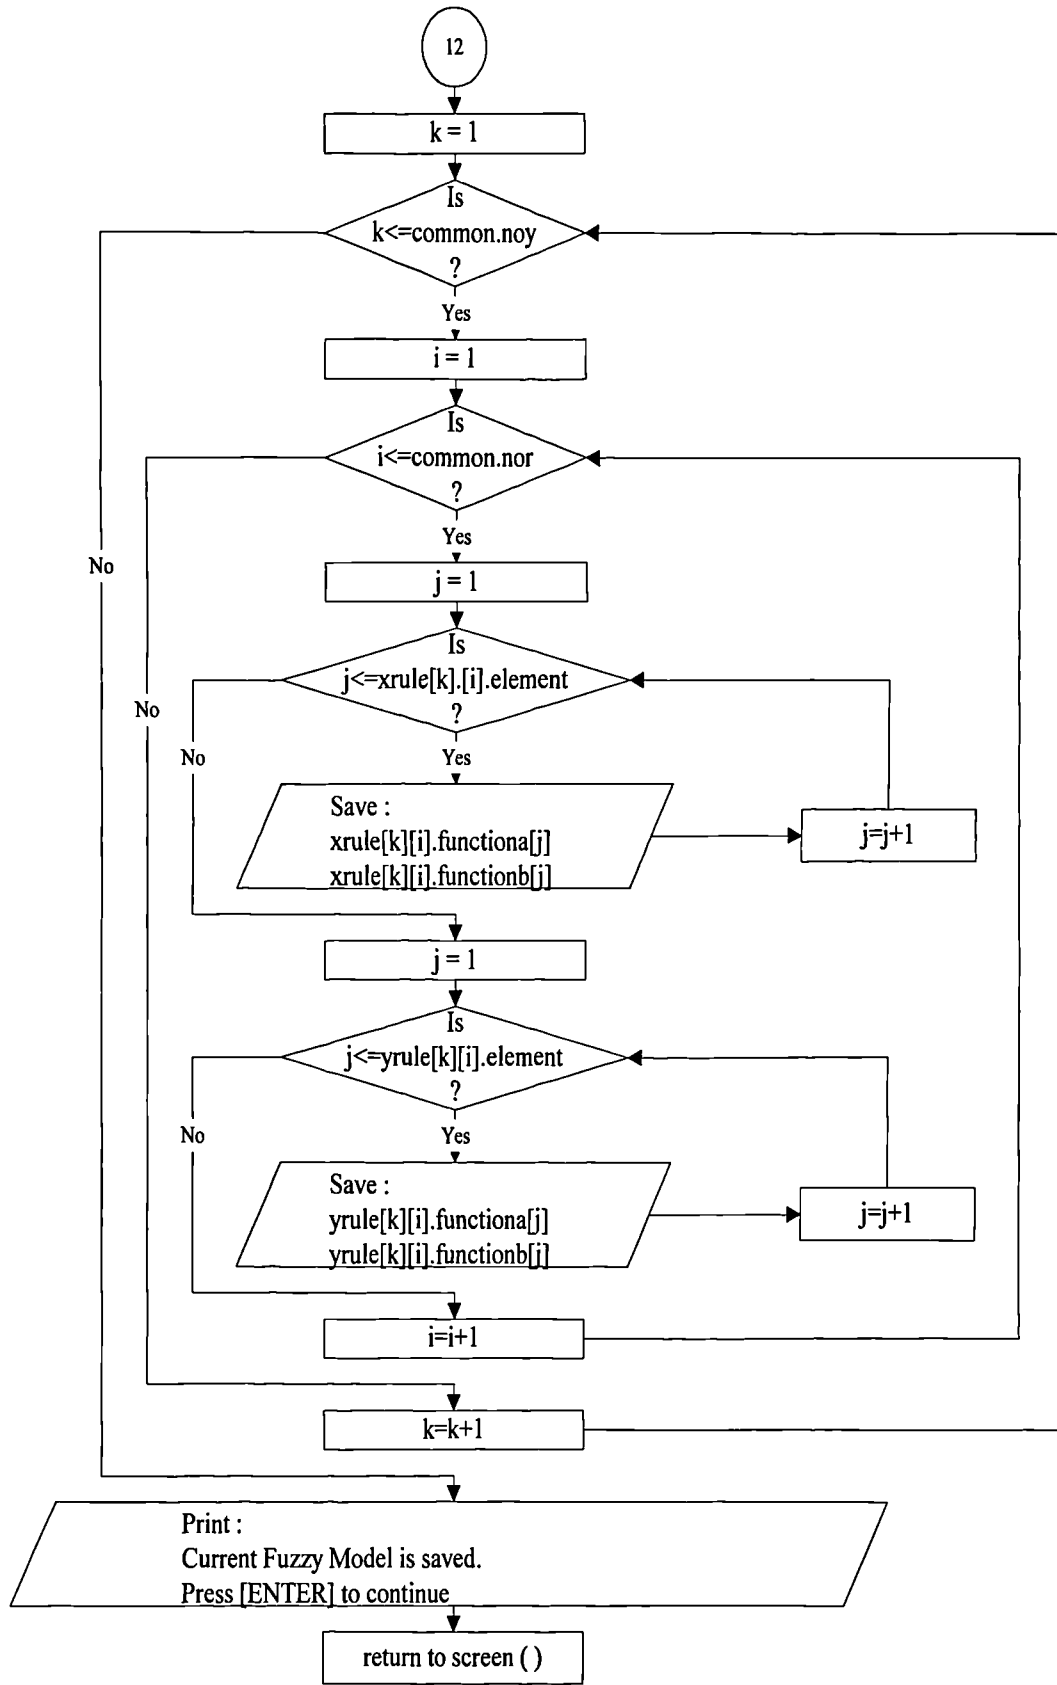 12
k = 1
Is
k<=common.noy
?
Yes
i = 1
Is
i<=common.nor
?
Yes
No
j = 1
Is
j<=xrule[k].[i].element
?
No
Yes
No
Save :
xrule[k][i].functiona[j]
xrule[k][i].functionb[j]
j=j+1
j = 1
Is
j<=yrule[k][i].element
?
No
Yes
Save :
yrule[k][i].functiona[j]
yrule[k][i].functionb[j]
j=j+1
i=i+1
k=k+1
Print :
Current Fuzzy Model is saved.
Press [ENTER] to continue
return to screen ( )